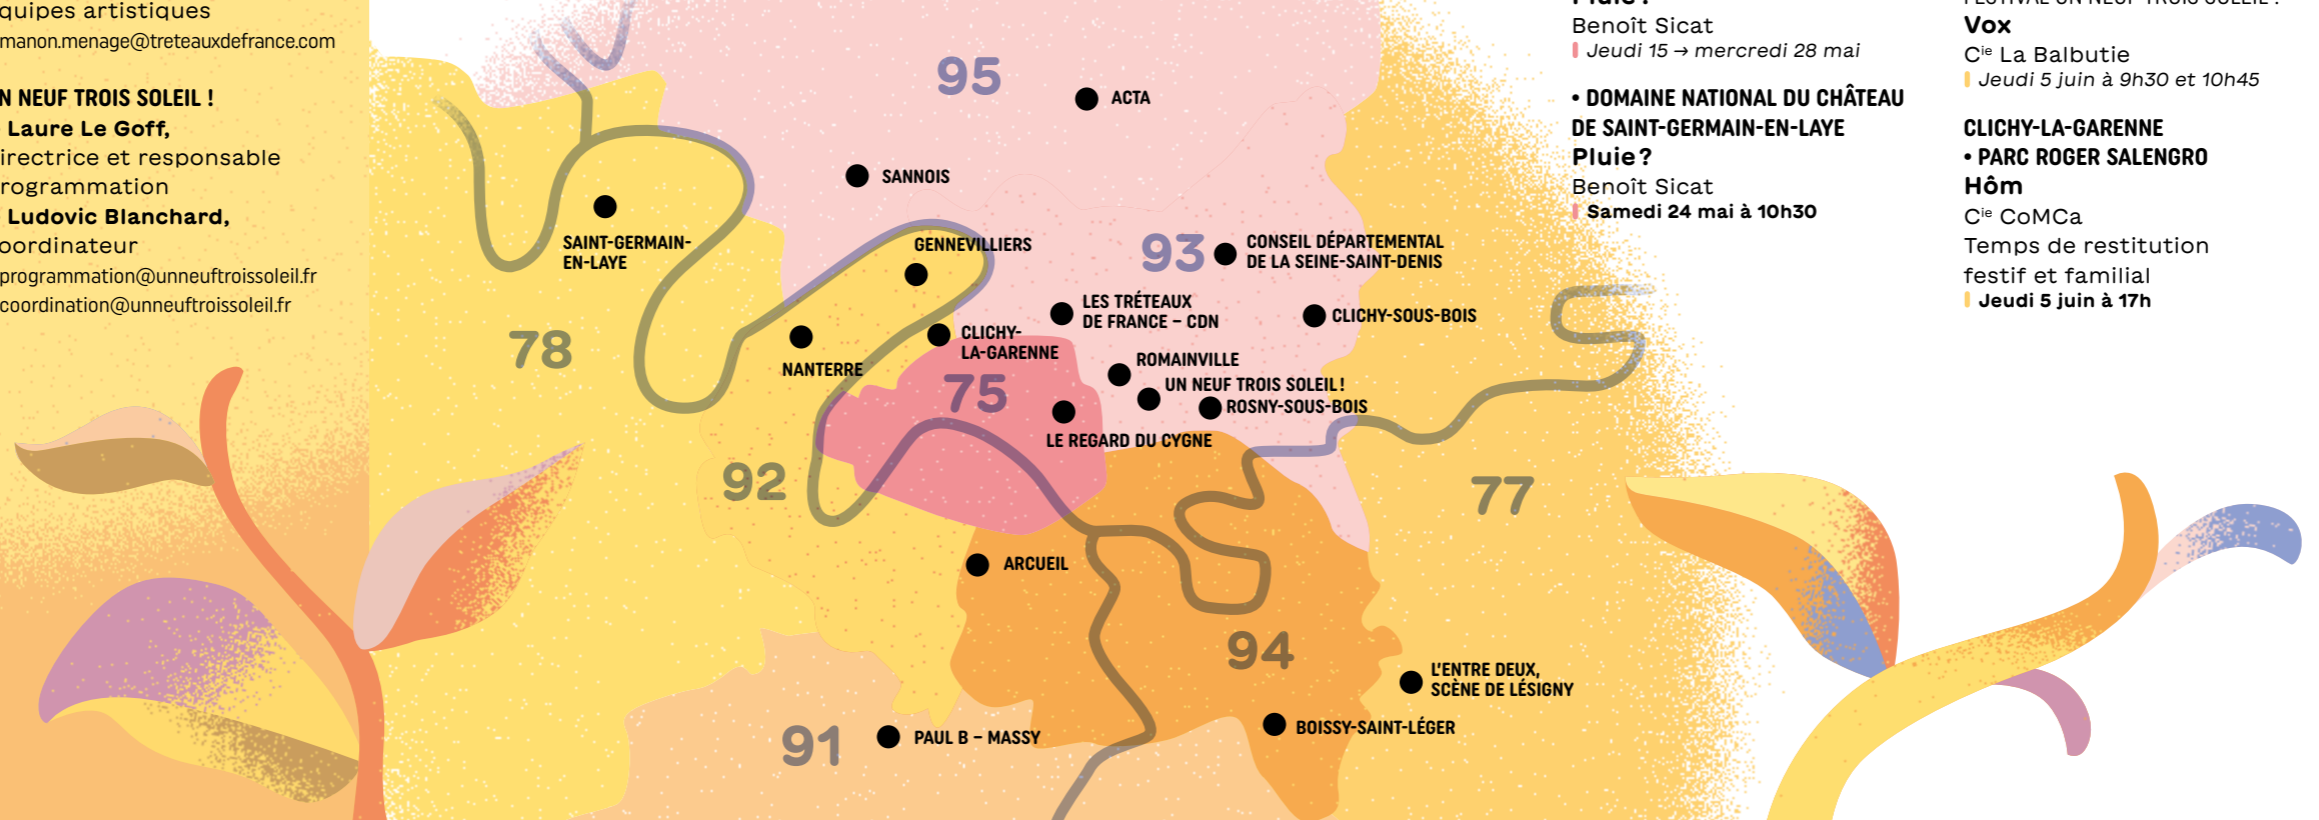 quipes artistiques
manon.menage@treteauxdefrance.com
N NEUF TROIS SOLEIL !
Laure Le Goff,
irectrice et responsable
rogrammation
Ludovic Blanchard,
oordinateur
programmation@unneuftroissoleil.fr
coordination@unneuftroissoleil.fr
95
ACTA
SANNOIS
SAINT-GERMAIN-
EN-LAYE
GENNEVILLIERS
93
CONSEIL DÉPARTEMENTAL
DE LA SEINE-SAINT-DENIS
LES TRÉTEAUX
DE FRANCE – CDN
CLICHY-SOUS-BOIS
78
NANTERRE
CLICHY-
LA-GARENNE
ROMAINVILLE
75
UN NEUF TROIS SOLEIL !
ROSNY-SOUS-BOIS
LE REGARD DU CYGNE
92
77
ARCUEIL
94
L'ENTRE DEUX,
SCÈNE DE LÉSIGNY
91
PAUL B – MASSY
BOISSY-SAINT-LÉGER
Pluie ?
Benoît Sicat
Jeudi 15 → mercredi 28 mai
• DOMAINE NATIONAL DU CHÂTEAU
DE SAINT-GERMAIN-EN-LAYE
Pluie ?
Benoît Sicat
Samedi 24 mai à 10h30
FESTIVAL UN NEUF TROIS SOLEIL !
Vox
Cie La Balbutie
Jeudi 5 juin à 9h30 et 10h45
CLICHY-LA-GARENNE
• PARC ROGER SALENGRO
Hôm
Cie CoMCa
Temps de restitution
festif et familial
Jeudi 5 juin à 17h